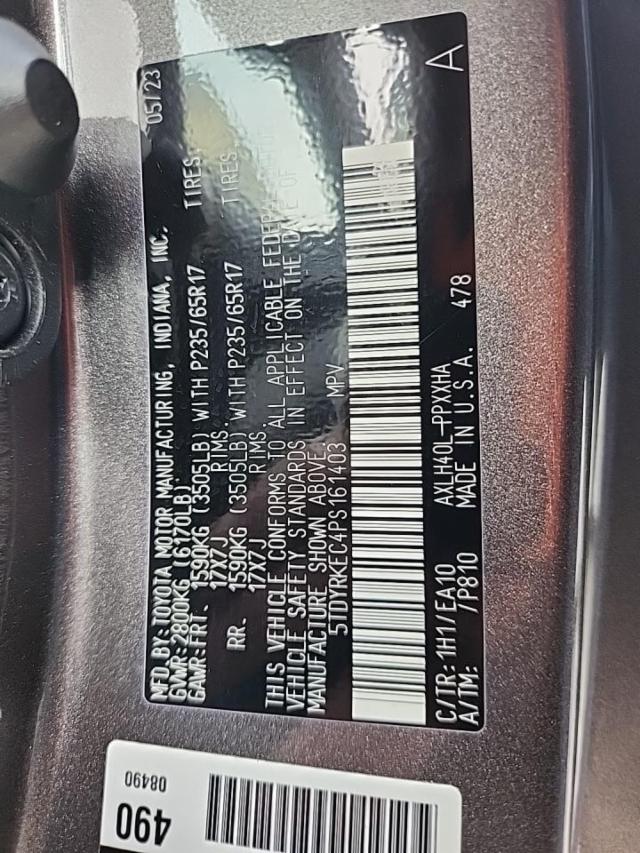 MFD.BY:TOYOTA MOTOR MANUFACTURING, INDIANA, INC. 05/23
GVWR:2800KG (6170LB)
GAWR:FRT. 1590KG (3505LB) WITH P235/65R17 TIRES,
17X7J RIMS,
RR. 1590KG (3505LB) WITH P235/65R17 TIRES,
17X7J RIMS.
THIS VEHICLE CONFORMS TO ALL APPLICABLE FEDERAL MOTOR
VEHICLE SAFETY STANDARDS IN EFFECT ON THE DATE OF
MANUFACTURE SHOWN ABOVE.
5TDYRKEC4PS161403 MPV
C/TR:1H1/EA10 AXLH40L-PPXXHA A
A/TM: /P810 MADE IN U.S.A. 478
490
08490